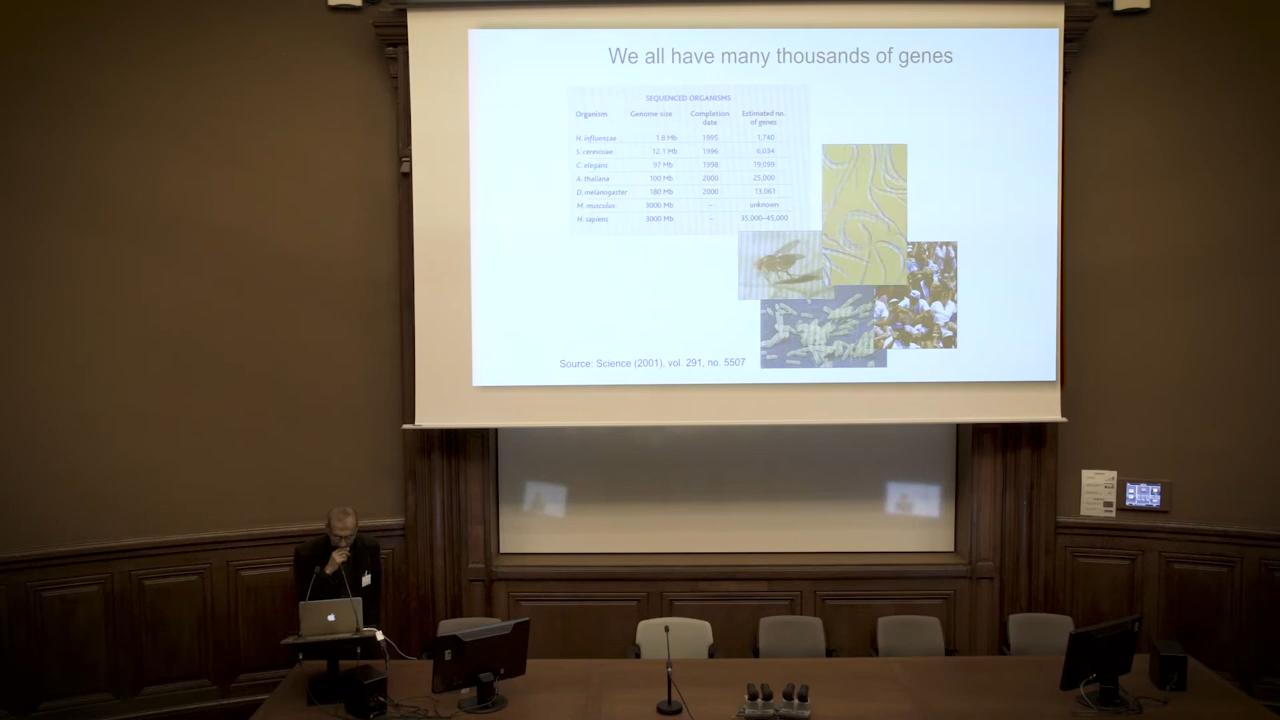 We all have many thousands of genes
SEQUENCED ORGANISMS
Organism Genome size Completion date Estimated no. of genes
H. influenzae 1.8 Mb 1995 1,740
S. cerevisiae 12.1 Mb 1996 6,034
C. elegans 97 Mb 1998 19,099
A. thaliana 100 Mb 2000 25,000
D. melanogaster 180 Mb 2000 13,061
M. musculus 3000 Mb – unknown
H. sapiens 3000 Mb – 35,000–45,000
Source: Science (2001), vol. 291, no. 5507